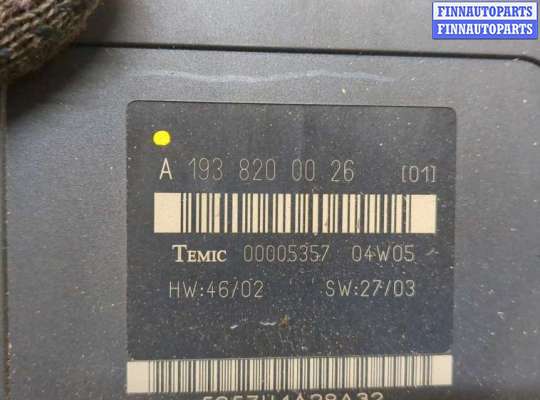 FINNAUTOPARTS
FINNAUTOPARTS
A 193 820 00 26 [01]
TEMIC 00005357 04W05
HW:46/02 SW:27/03